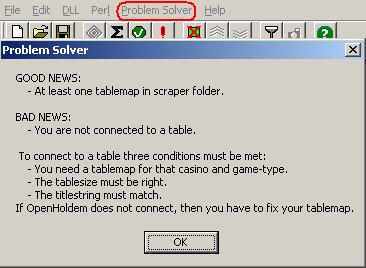 File Edit DLL Perl Problem Solver Help
Problem Solver
GOOD NEWS:
- At least one tablemap in scraper folder.
BAD NEWS:
- You are not connected to a table.
To connect to a table three conditions must be met:
- You need a tablemap for that casino and game-type.
- The tablesize must be right.
- The titlestring must match.
If OpenHoldem does not connect, then you have to fix your tablemap.
OK